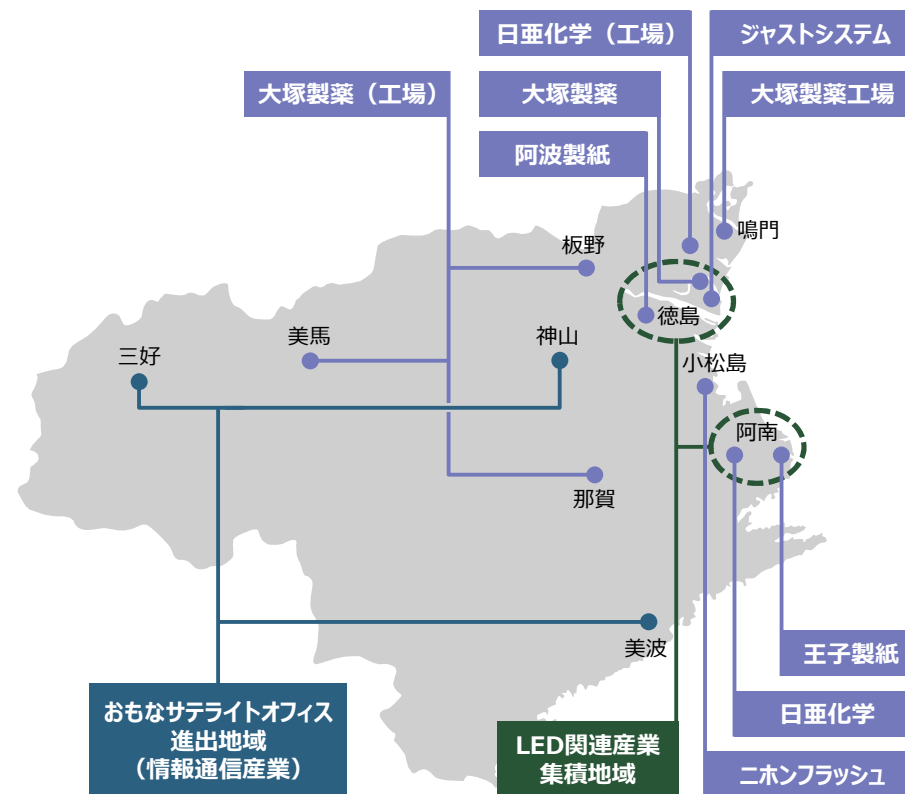 日亜化学（工場）
ジャストシステム
大塚製薬（工場）
大塚製薬
大塚製薬工場
阿波製紙
鳴門
板野
徳島
美馬
神山
三好
小松島
阿南
那賀
美波
王子製紙
おもなサテライトオフィス
進出地域
（情報通信産業）
LED関連産業
集積地域
日亜化学
ニホンフラッシュ